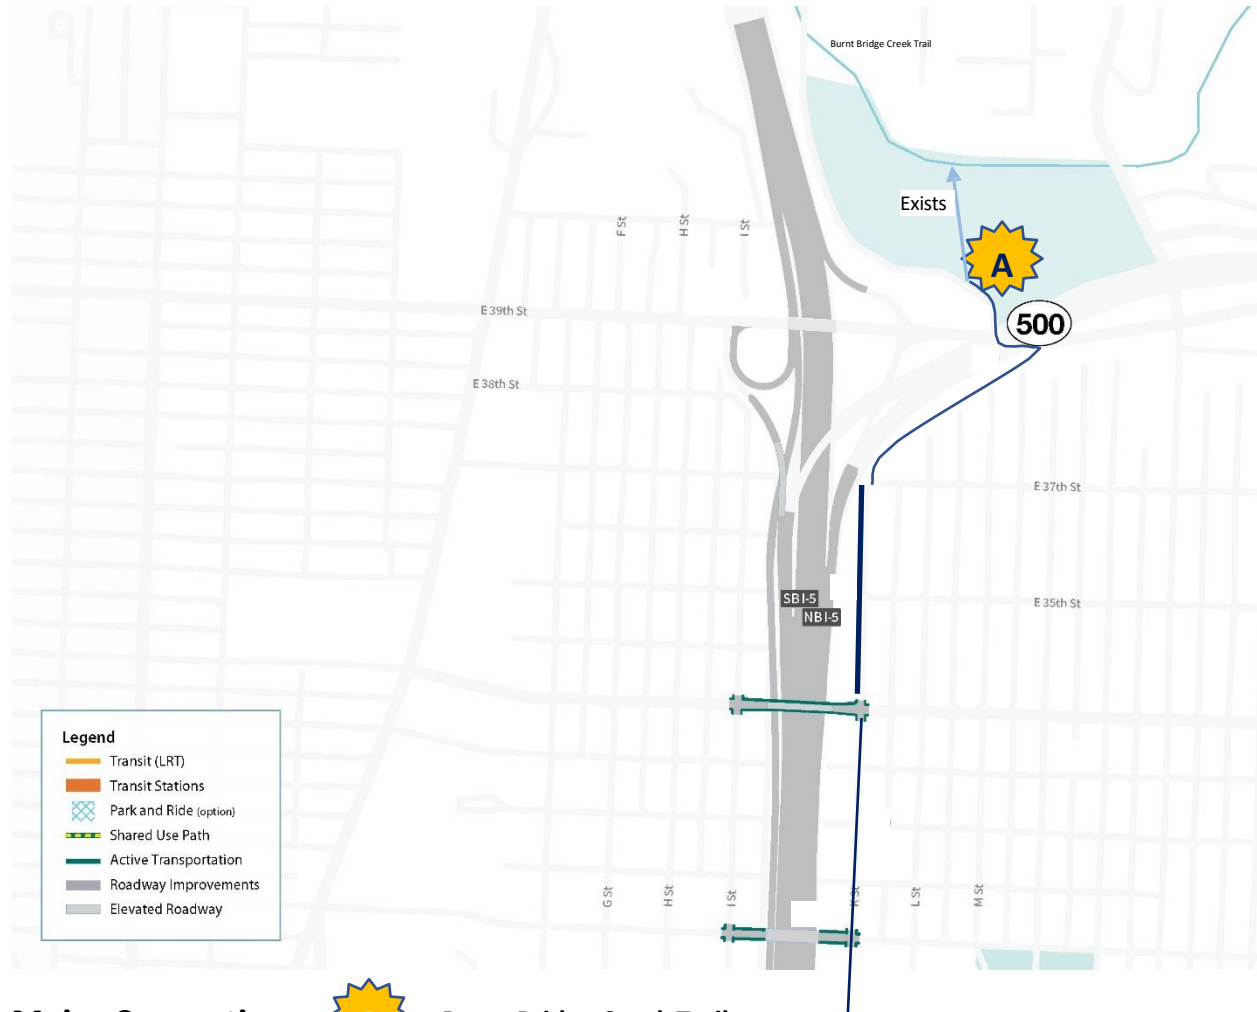 Burnt Bridge Creek Trail
Exists
A
500
F St
H St
I St
E 39th St
E 38th St
E 37th St
SB I-5
NB I-5
E 35th St
Legend
Transit (LRT)
Transit Stations
Park and Ride (option)
Shared Use Path
Active Transportation
Roadway Improvements
Elevated Roadway
G St
H St
I St
K St
L St
M St